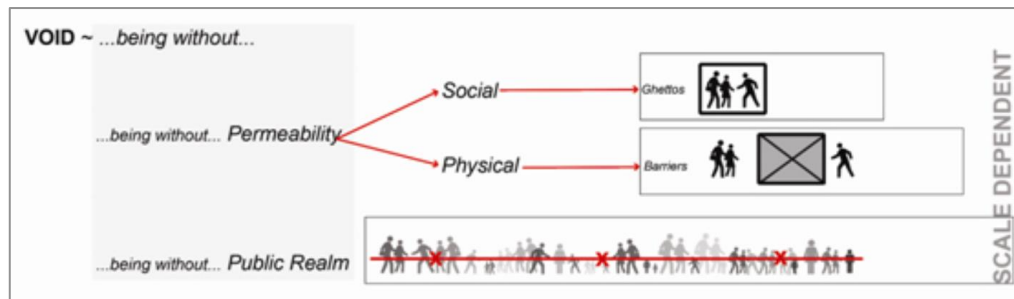 VOID ~ ...being without...
Social
Ghettos
...being without... Permeability
Physical
Barriers
...being without... Public Realm
X X X
SCALE DEPENDENT